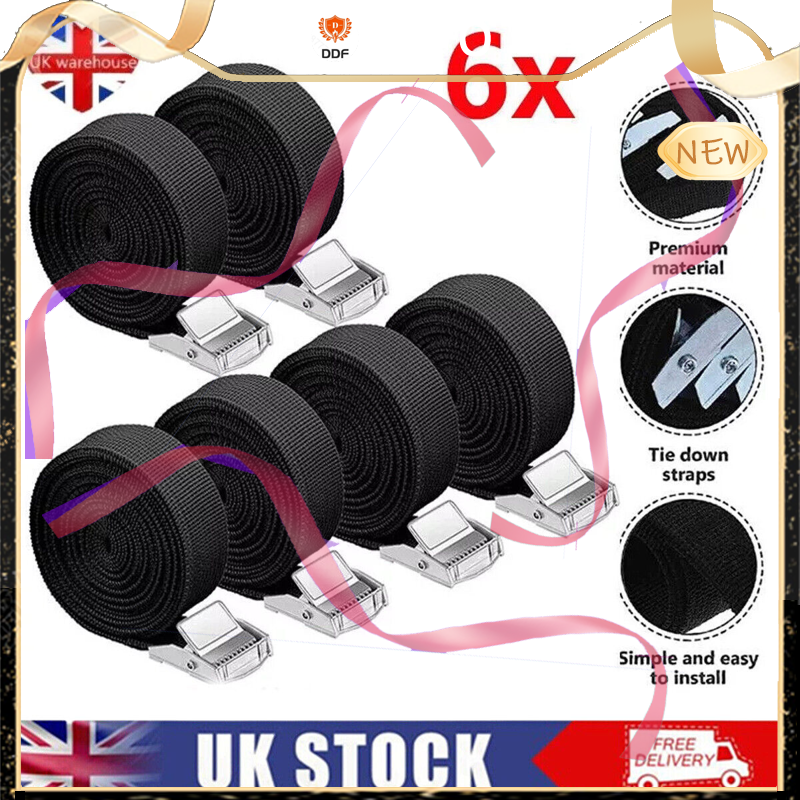 UK warehouse
DDF
6x
NEW
Premium
material
Tie down
straps
Simple and easy
to install
UK STOCK
FREE
DELIVERY